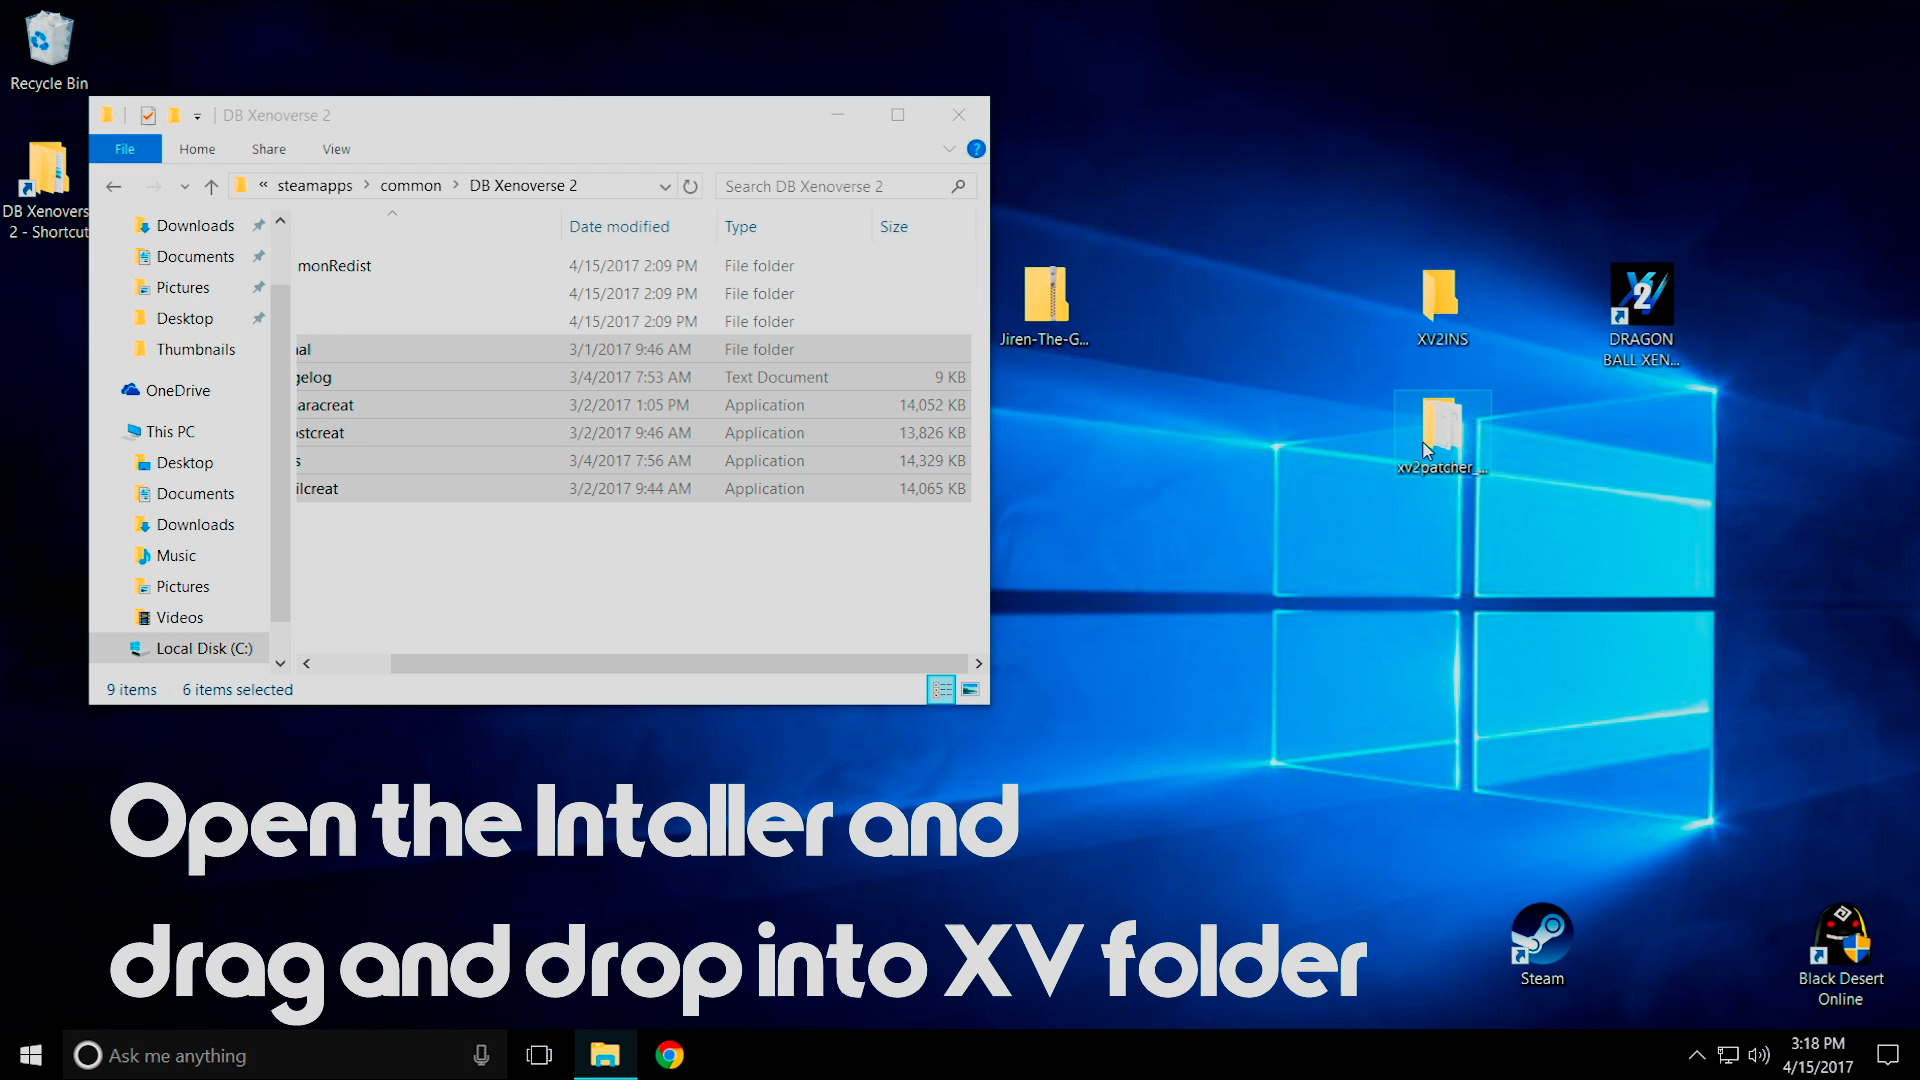 Recycle Bin
DB Xenovers
2 - Shortcut
DB Xenoverse 2
File
Home
Share
View
?
« steamapps > common > DB Xenoverse 2
Search DB Xenoverse 2
Downloads
Documents
Pictures
Desktop
Thumbnails
OneDrive
This PC
Desktop
Documents
Downloads
Music
Pictures
Videos
Local Disk (C:)
Date modified Type Size
monRedist 4/15/2017 2:09 PM File folder
4/15/2017 2:09 PM File folder
4/15/2017 2:09 PM File folder
al 3/1/2017 9:46 AM File folder
gelog 3/4/2017 7:53 AM Text Document 9 KB
aracreat 3/2/2017 1:05 PM Application 14,052 KB
stcreat 3/2/2017 9:46 AM Application 13,826 KB
s 3/4/2017 7:56 AM Application 14,329 KB
ilcreat 3/2/2017 9:44 AM Application 14,065 KB
9 items 6 items selected
Jiren-The-G...
XV2INS
DRAGON
BALL XEN...
xv2patcher_...
Open the Intaller and
drag and drop into XV folder
Steam
Black Desert
Online
Ask me anything
3:18 PM
4/15/2017